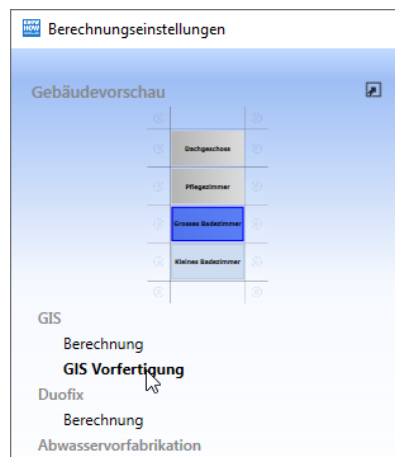 Berechnungseinstellungen
Gebäudevorschau
Dachgeschoss
Pflegezimmer
Grosses Badezimmer
Kleines Badezimmer
GIS
Berechnung
GIS Vorfertigung
Duofix
Berechnung
Abwasservorfabrikation